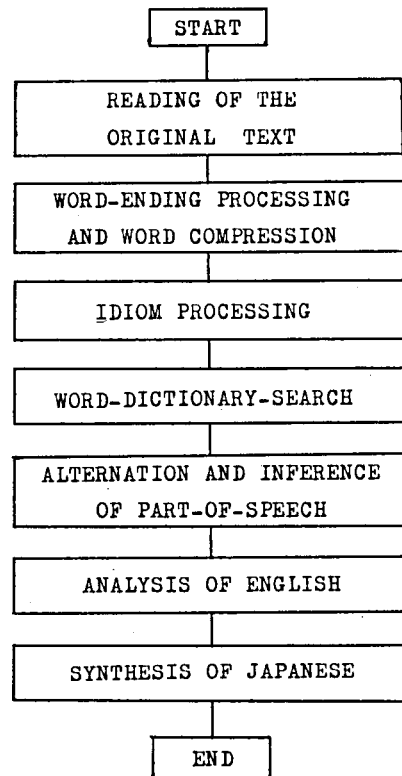 START
READING OF THE
ORIGINAL TEXT
WORD-ENDING PROCESSING
AND WORD COMPRESSION
IDIOM PROCESSING
WORD-DICTIONARY-SEARCH
ALTERNATION AND INFERENCE
OF PART-OF-SPEECH
ANALYSIS OF ENGLISH
SYNTHESIS OF JAPANESE
END